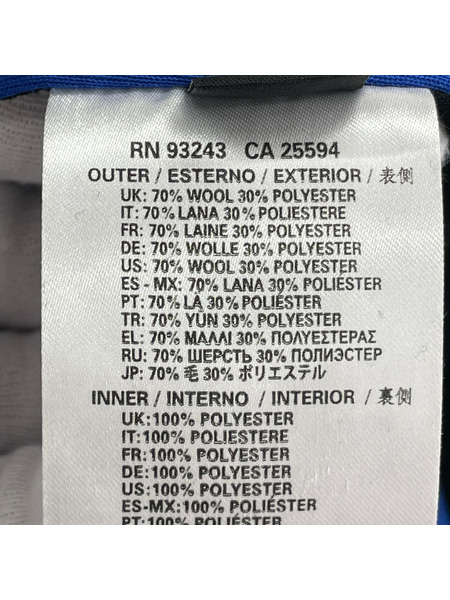 RN 93243 CA 25594
OUTER / ESTERNO / EXTERIOR / 表側
UK: 70% WOOL 30% POLYESTER
IT: 70% LANA 30% POLIESTERE
FR: 70% LAINE 30% POLYESTER
DE: 70% WOLLE 30% POLYESTER
US: 70% WOOL 30% POLYESTER
ES - MX: 70% LANA 30% POLIÉSTER
PT: 70% LÃ 30% POLIÉSTER
TR: 70% YÜN 30% POLYESTER
EL: 70% ΜΑΛΛΙ 30% ΠΟΛΥΕΣΤΕΡΑΣ
RU: 70% ШЕРСТЬ 30% ПОЛИЭСТЕР
JP: 70% 毛 30% ポリエステル
INNER / INTERNO / INTERIOR / 裏側
UK:100% POLYESTER
IT:100% POLIESTERE
FR:100% POLYESTER
DE:100% POLYESTER
US:100% POLYESTER
ES-MX:100% POLYESTER
PT:100% POLIÉSTER